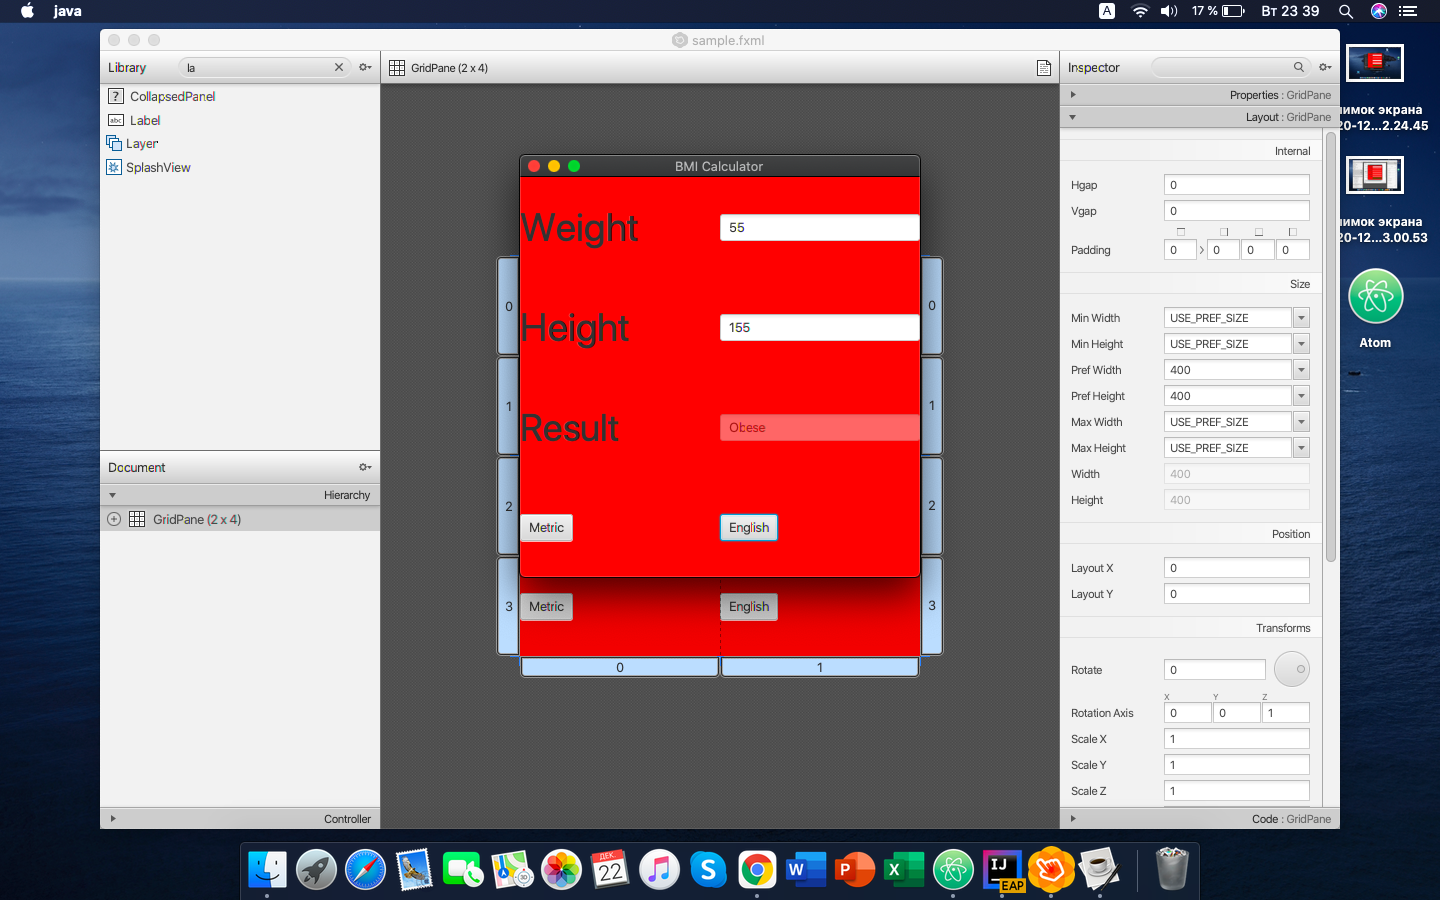 java
A
17 %
Вт 23 39
sample.fxml
Library
la
GridPane (2 x 4)
Inspector
? CollapsedPanel
abc Label
Layer
SplashView
Properties : GridPane
Layout : GridPane
Internal
Hgap 0
Vgap 0
Padding 0 0 0 0
Size
Min Width USE_PREF_SIZE
Min Height USE_PREF_SIZE
Pref Width 400
Pref Height 400
Max Width USE_PREF_SIZE
Max Height USE_PREF_SIZE
Width 400
Height 400
Position
Layout X 0
Layout Y 0
Transforms
Rotate 0
X Y Z
Rotation Axis 0 0 1
Scale X 1
Scale Y 1
Scale Z 1
Code : GridPane
BMI Calculator
Weight 55
Height 155
Result Obese
Metric English
0 0
1 1
2 2
3 Metric English 3
0 1
Document
Hierarchy
GridPane (2 x 4)
Controller
имок экрана
20-12...2.24.45
имок экрана
20-12...3.00.53
Atom
ДЕК.
22
3D
S
W
P
X
IJ
EAP